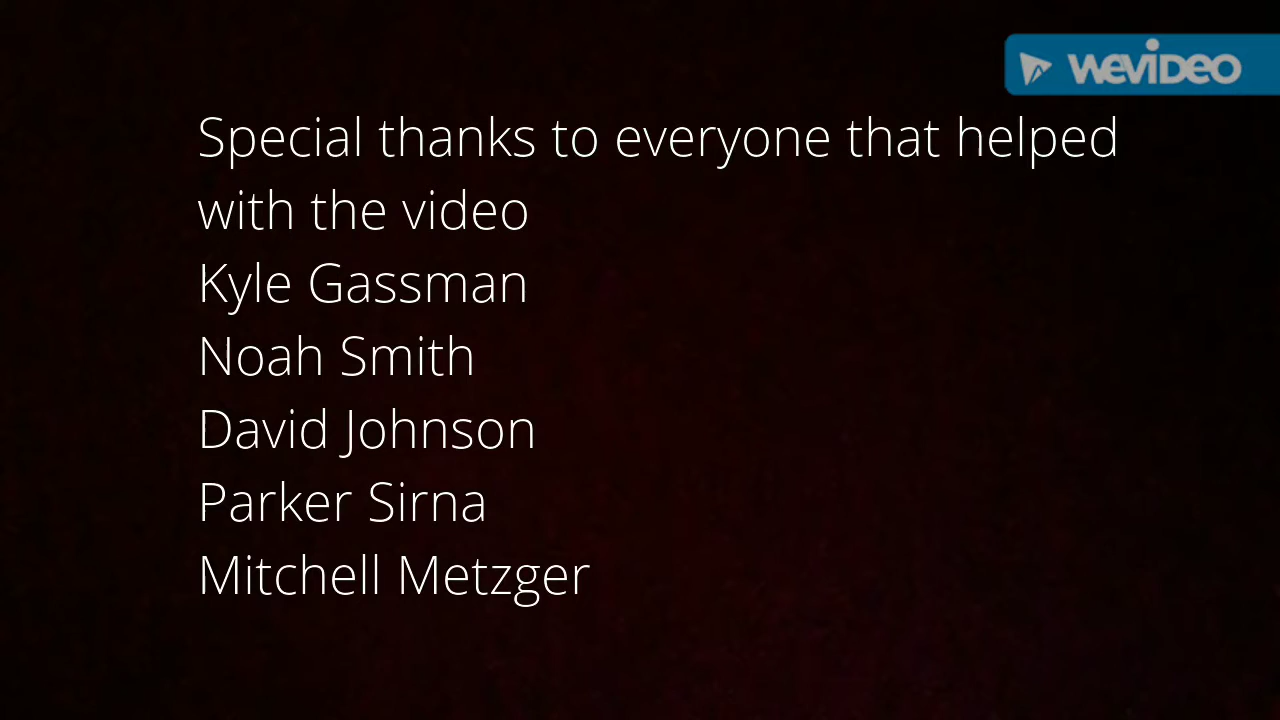 wevideo
Special thanks to everyone that helped
with the video
Kyle Gassman
Noah Smith
David Johnson
Parker Sirna
Mitchell Metzger